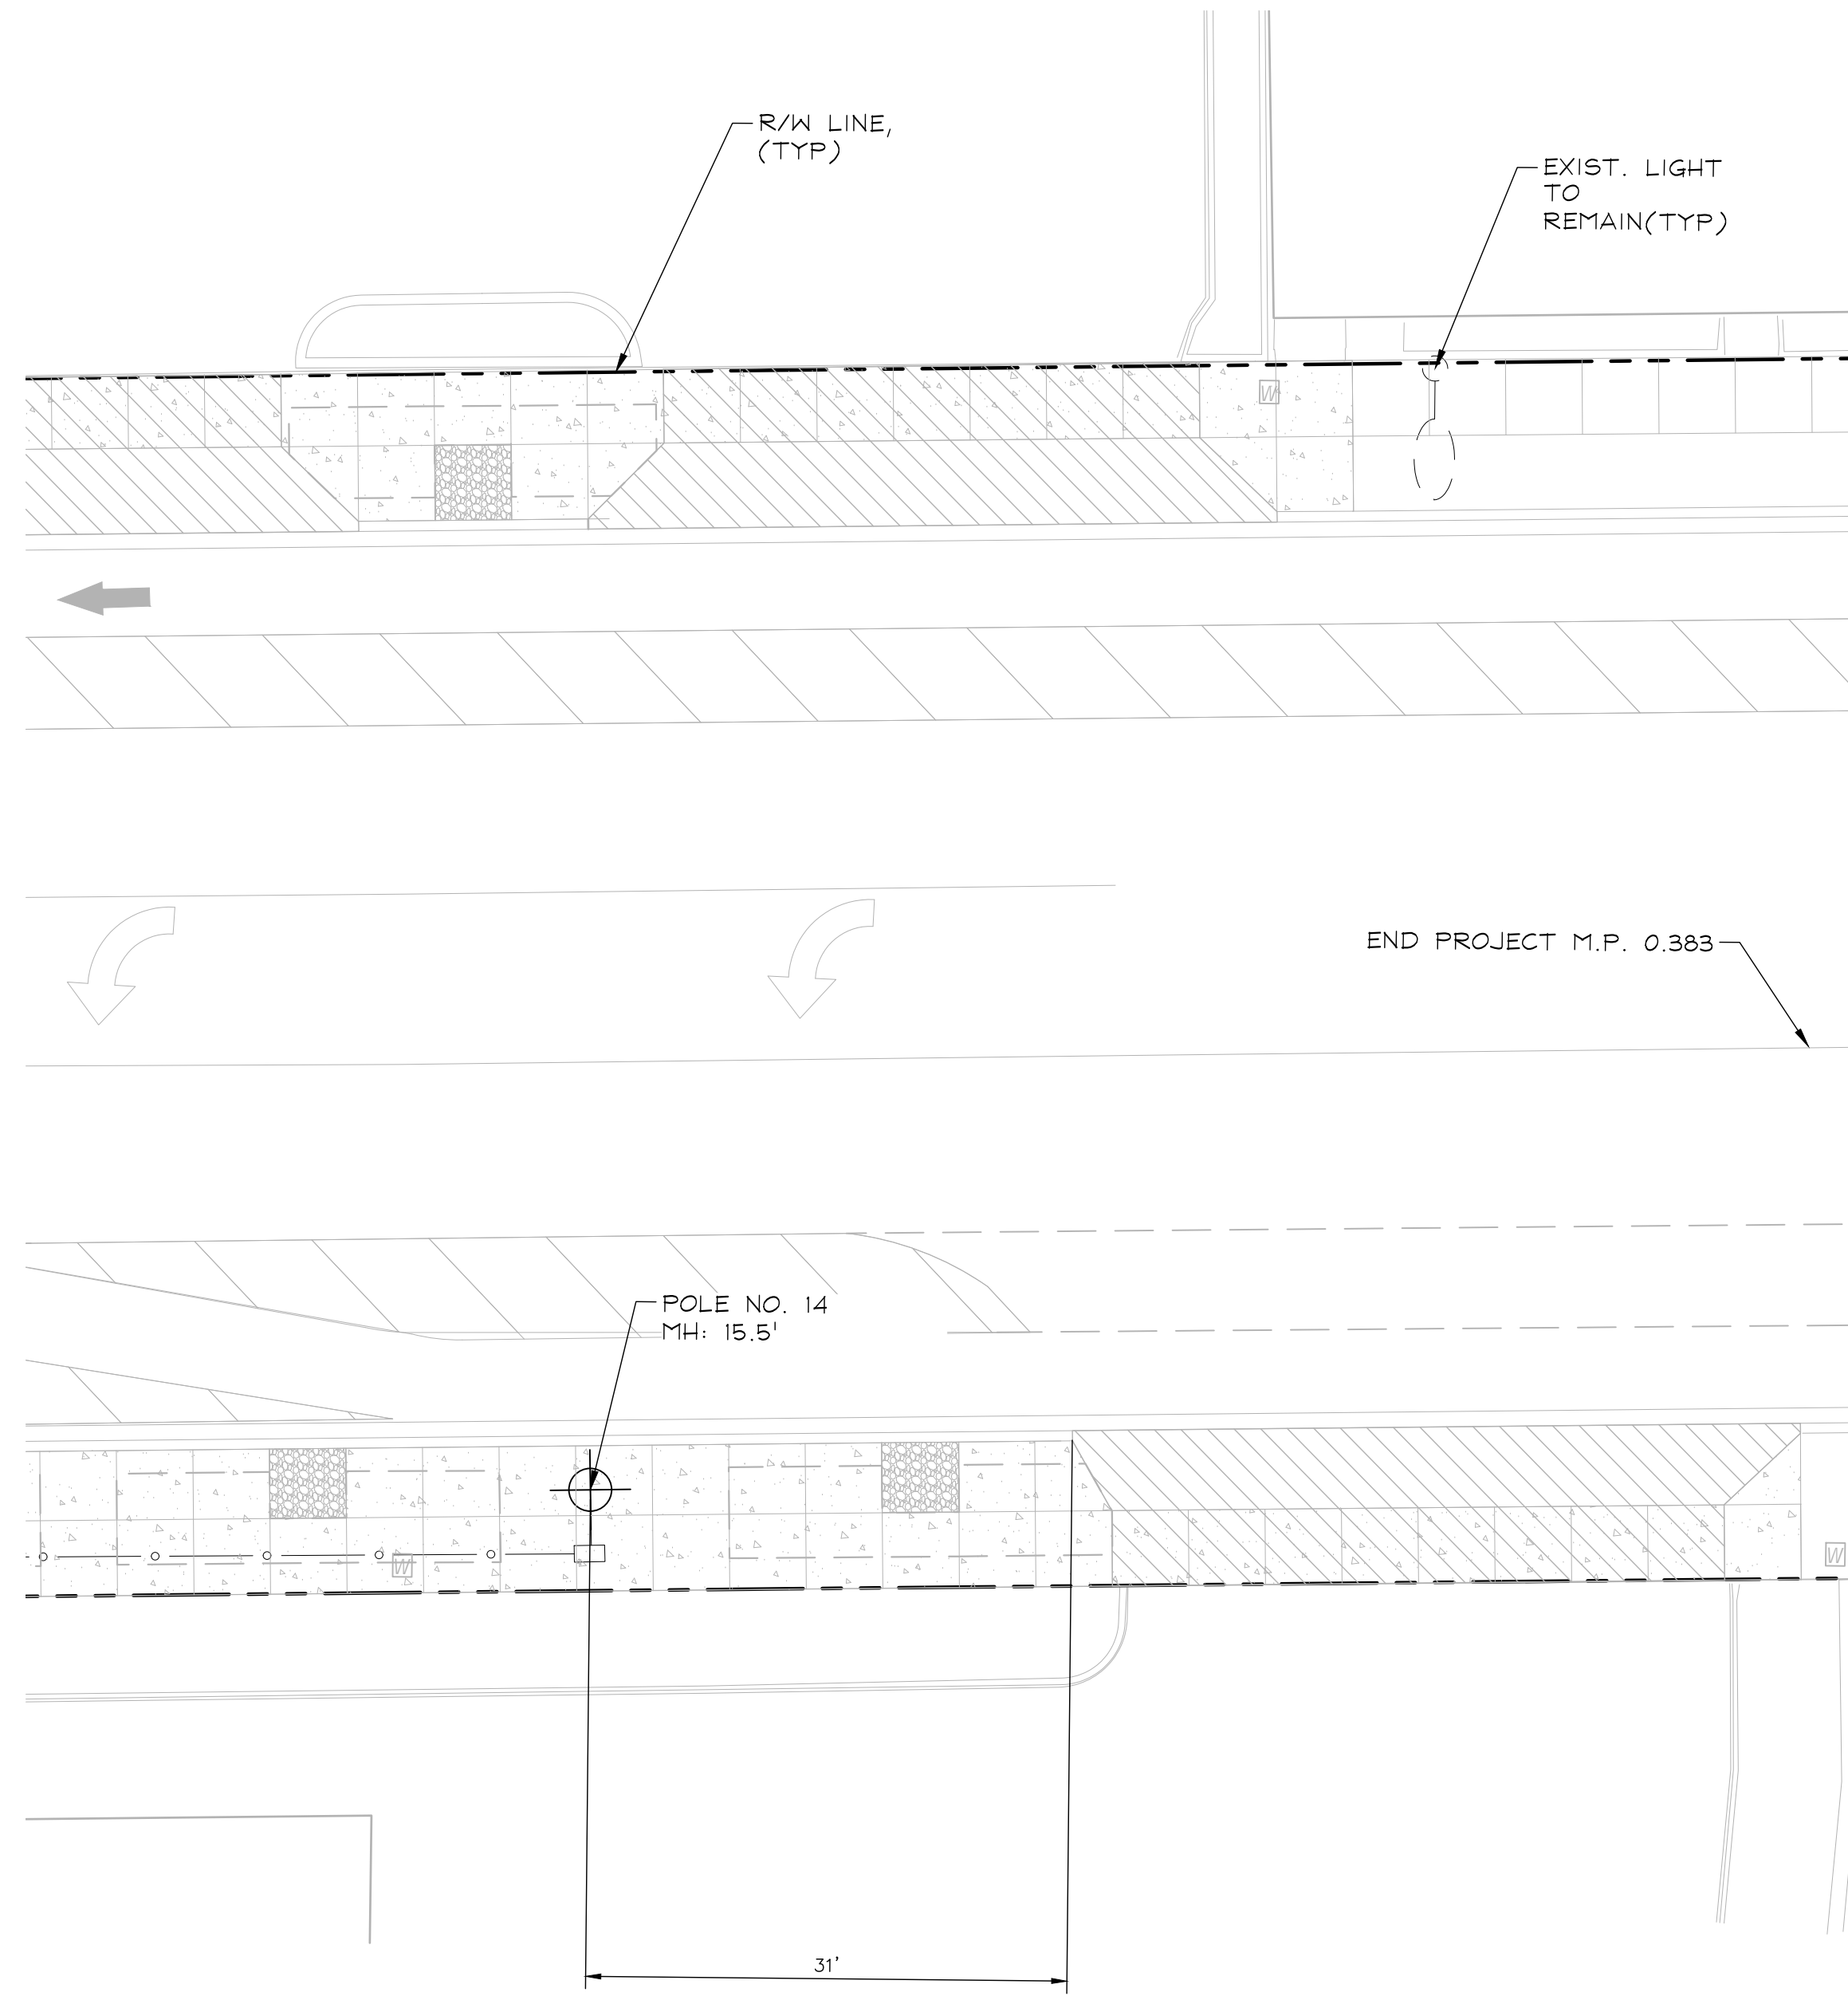 R/W LINE,
(TYP)
EXIST. LIGHT
TO
REMAIN(TYP)
W
END PROJECT M.P. 0.383
POLE NO. 14
MH: 15.5'
W
W
31'